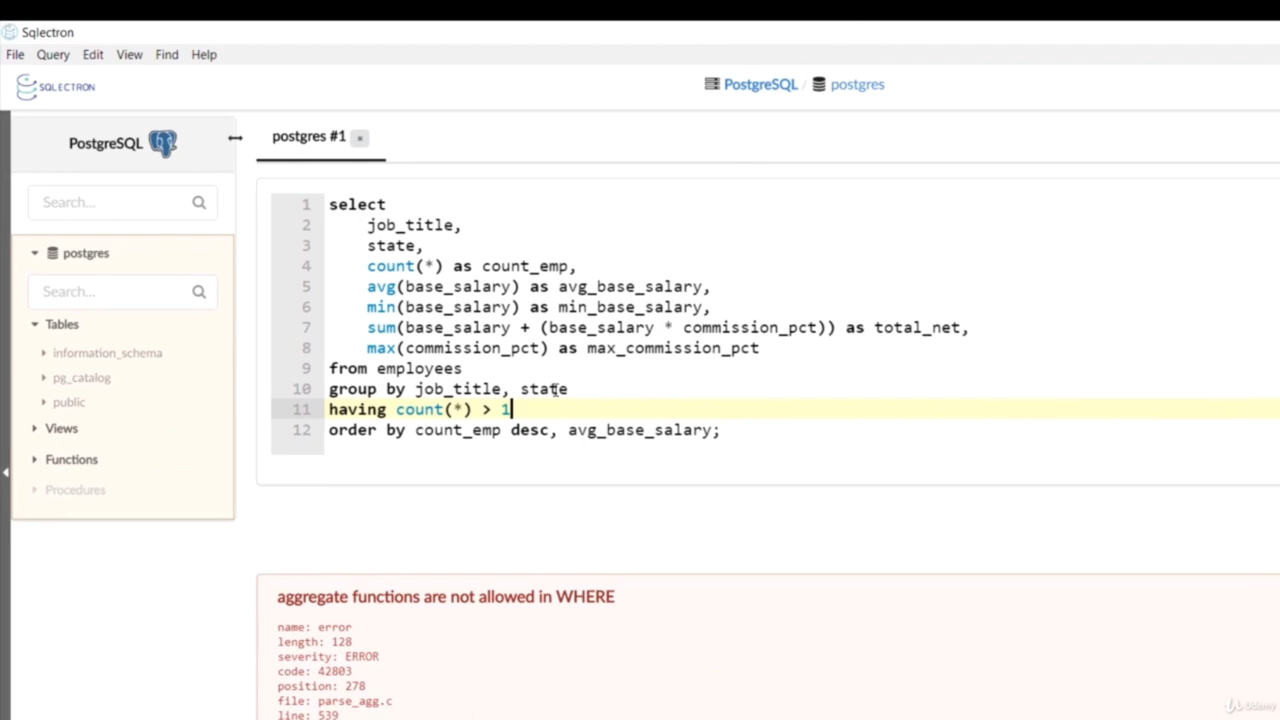 Sqlectron
File Query Edit View Find Help
SQLECTRON
PostgreSQL / postgres
PostgreSQL
postgres #1 ×
Search...
postgres
Search...
Tables
information_schema
pg_catalog
public
Views
Functions
Procedures
1 select
2 job_title,
3 state,
4 count(*) as count_emp,
5 avg(base_salary) as avg_base_salary,
6 min(base_salary) as min_base_salary,
7 sum(base_salary + (base_salary * commission_pct)) as total_net,
8 max(commission_pct) as max_commission_pct
9 from employees
10 group by job_title, state
11 having count(*) > 1
12 order by count_emp desc, avg_base_salary;
aggregate functions are not allowed in WHERE
name: error
length: 128
severity: ERROR
code: 42803
position: 278
file: parse_agg.c
line: 539
Udemy